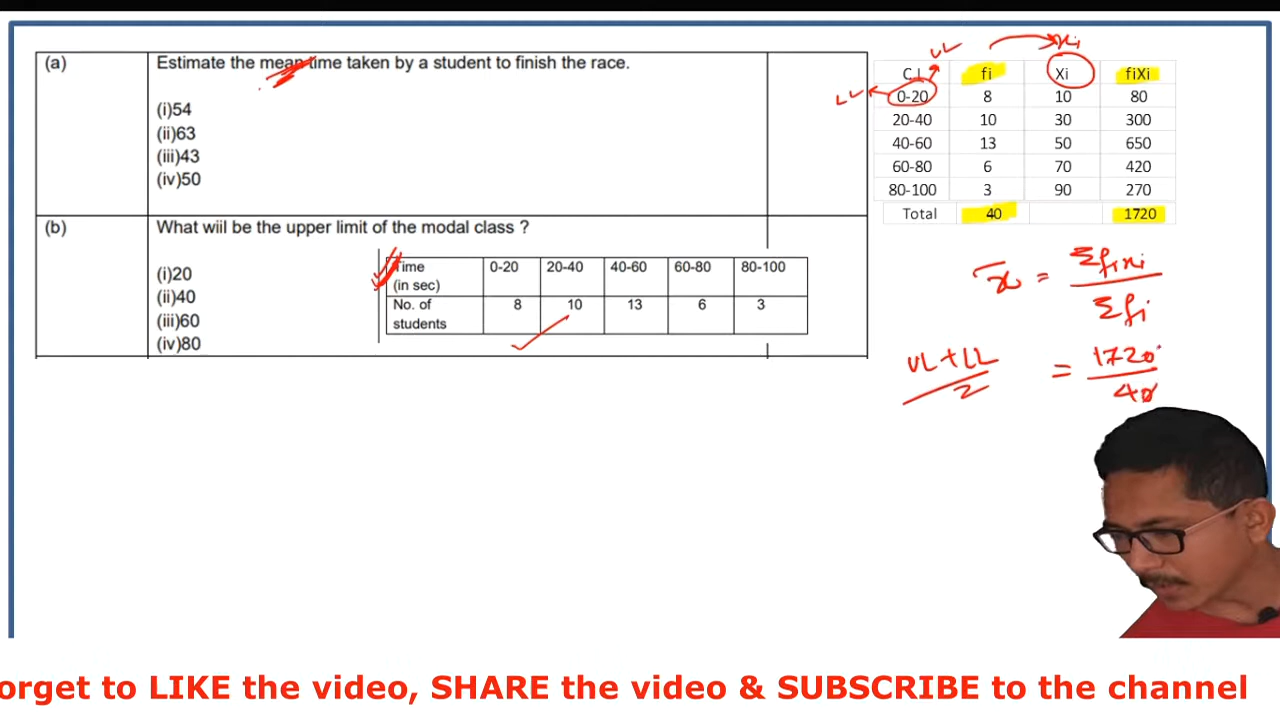 (a) Estimate the mean time taken by a student to finish the race.
(i)54
(ii)63
(iii)43
(iv)50
(b) What wiil be the upper limit of the modal class ?
(i)20
(ii)40
(iii)60
(iv)80
Time (in sec) 0-20 20-40 40-60 60-80 80-100
No. of students 8 10 13 6 3
UL xi
LL
C.I fi Xi fiXi
0-20 8 10 80
20-40 10 30 300
40-60 13 50 650
60-80 6 70 420
80-100 3 90 270
Total 40 1720
x̄ = Σfixi / Σfi
UL+LL / 2 = 1720 / 40
orget to LIKE the video, SHARE the video & SUBSCRIBE to the channel